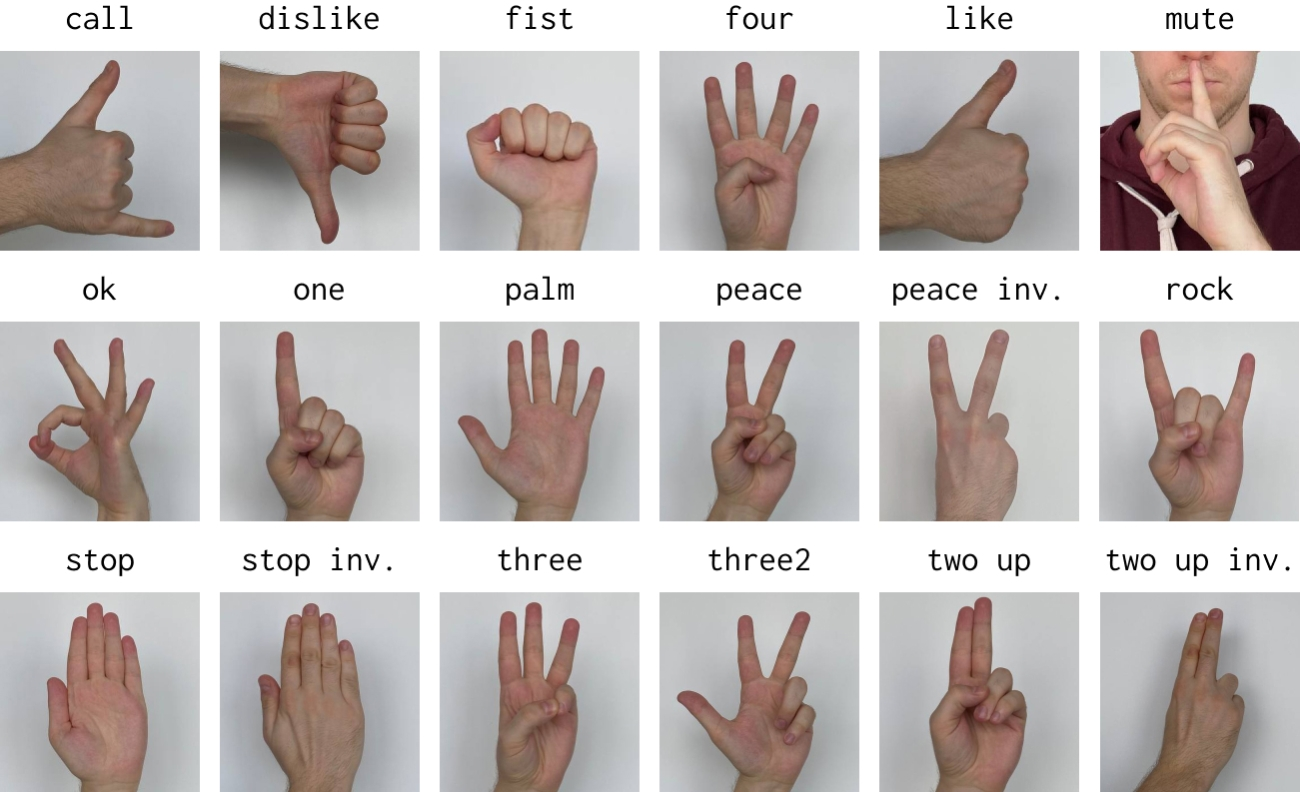 call dislike fist four like mute
ok one palm peace peace inv. rock
stop stop inv. three three2 two up two up inv.